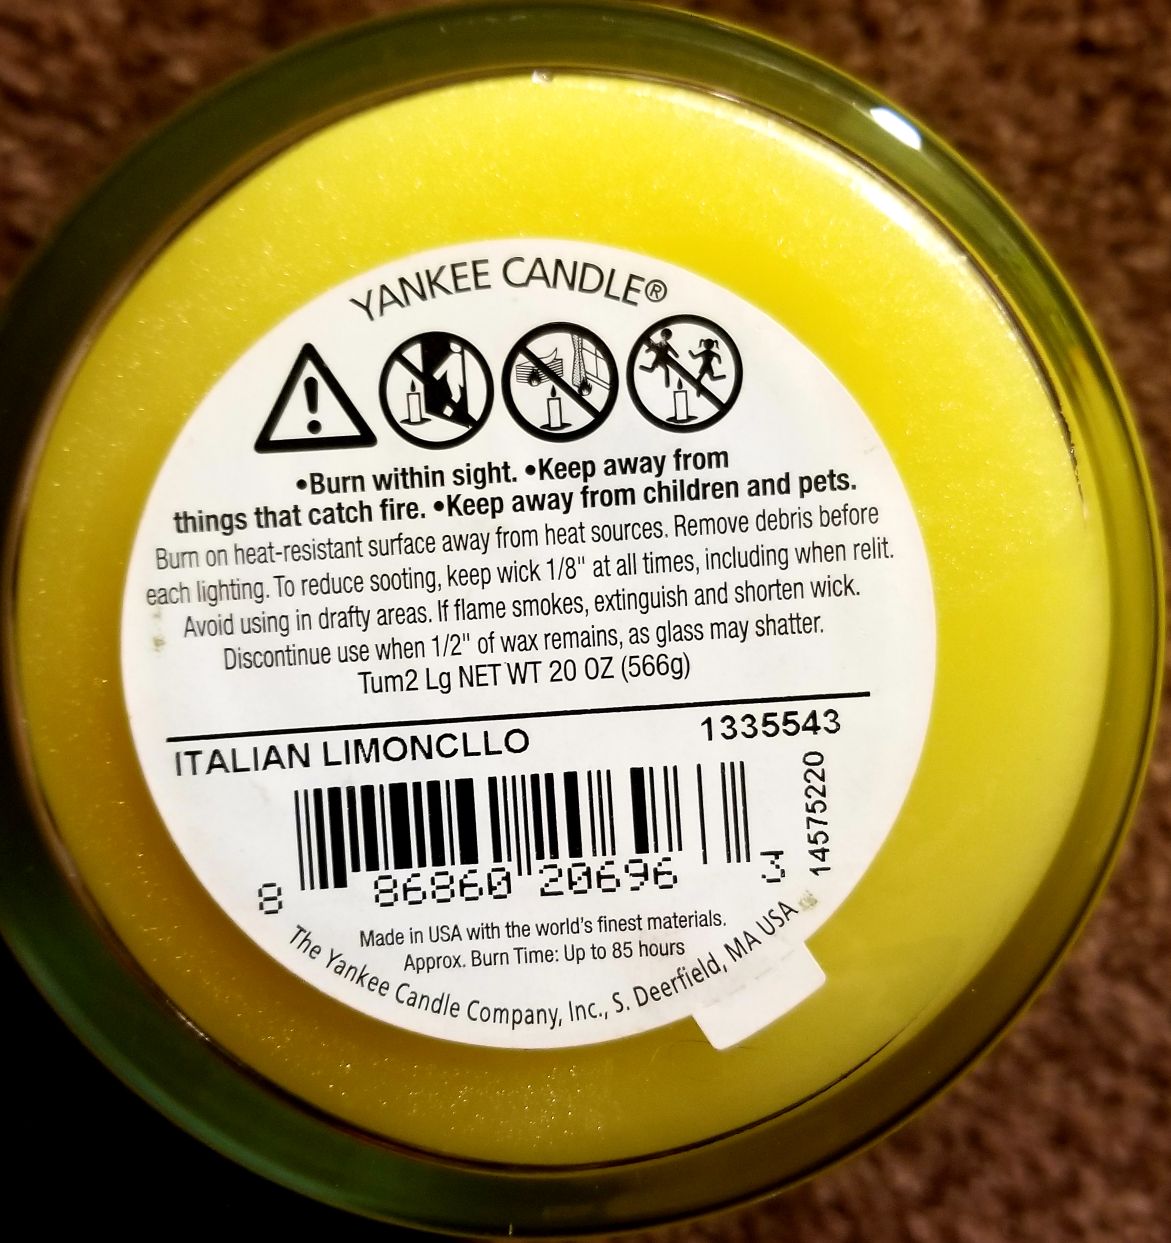 YANKEE CANDLE®
•Burn within sight. •Keep away from
things that catch fire. •Keep away from children and pets.
Burn on heat-resistant surface away from heat sources. Remove debris before
each lighting. To reduce sooting, keep wick 1/8" at all times, including when relit.
Avoid using in drafty areas. If flame smokes, extinguish and shorten wick.
Discontinue use when 1/2" of wax remains, as glass may shatter.
Tum2 Lg NET WT 20 OZ (566g)
ITALIAN LIMONCLLO 1335543
14575220
8 86860 20696 3
Made in USA with the world's finest materials.
Approx. Burn Time: Up to 85 hours
The Yankee Candle Company, Inc., S. Deerfield, MA USA